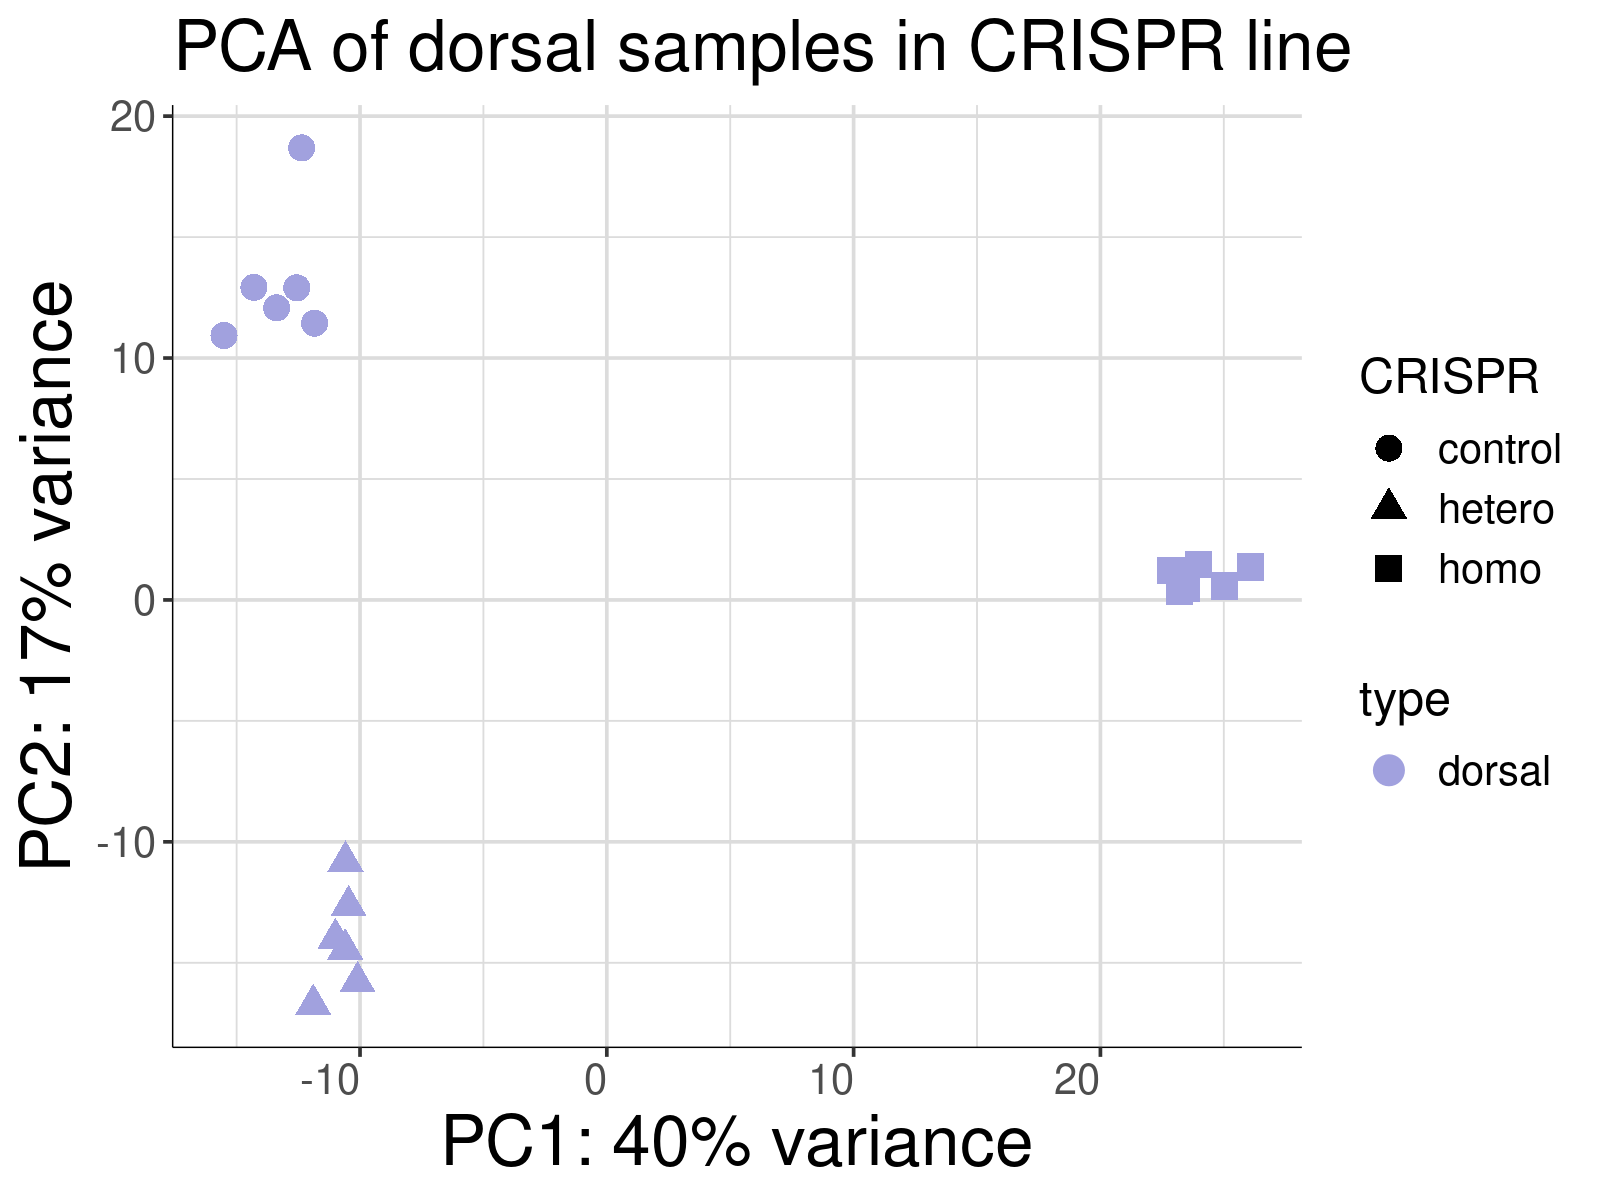 PCA of dorsal samples in CRISPR line
PC2: 17% variance
20
10
0
-10
-10
0
10
20
PC1: 40% variance
CRISPR
control
hetero
homo
type
dorsal